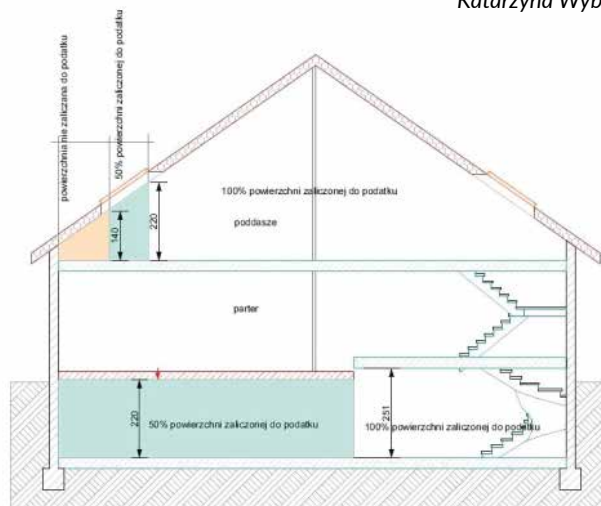 Katarzyna Wyb
powierzchnia nie zaliczana do podatku
50% powierzchni zaliczonej do podatku
100% powierzchni zaliczonej do podatku
140
220
poddasze
parter
220
50% powierzchni zaliczonej do podatku
251
100% powierzchni zaliczonej do podatku